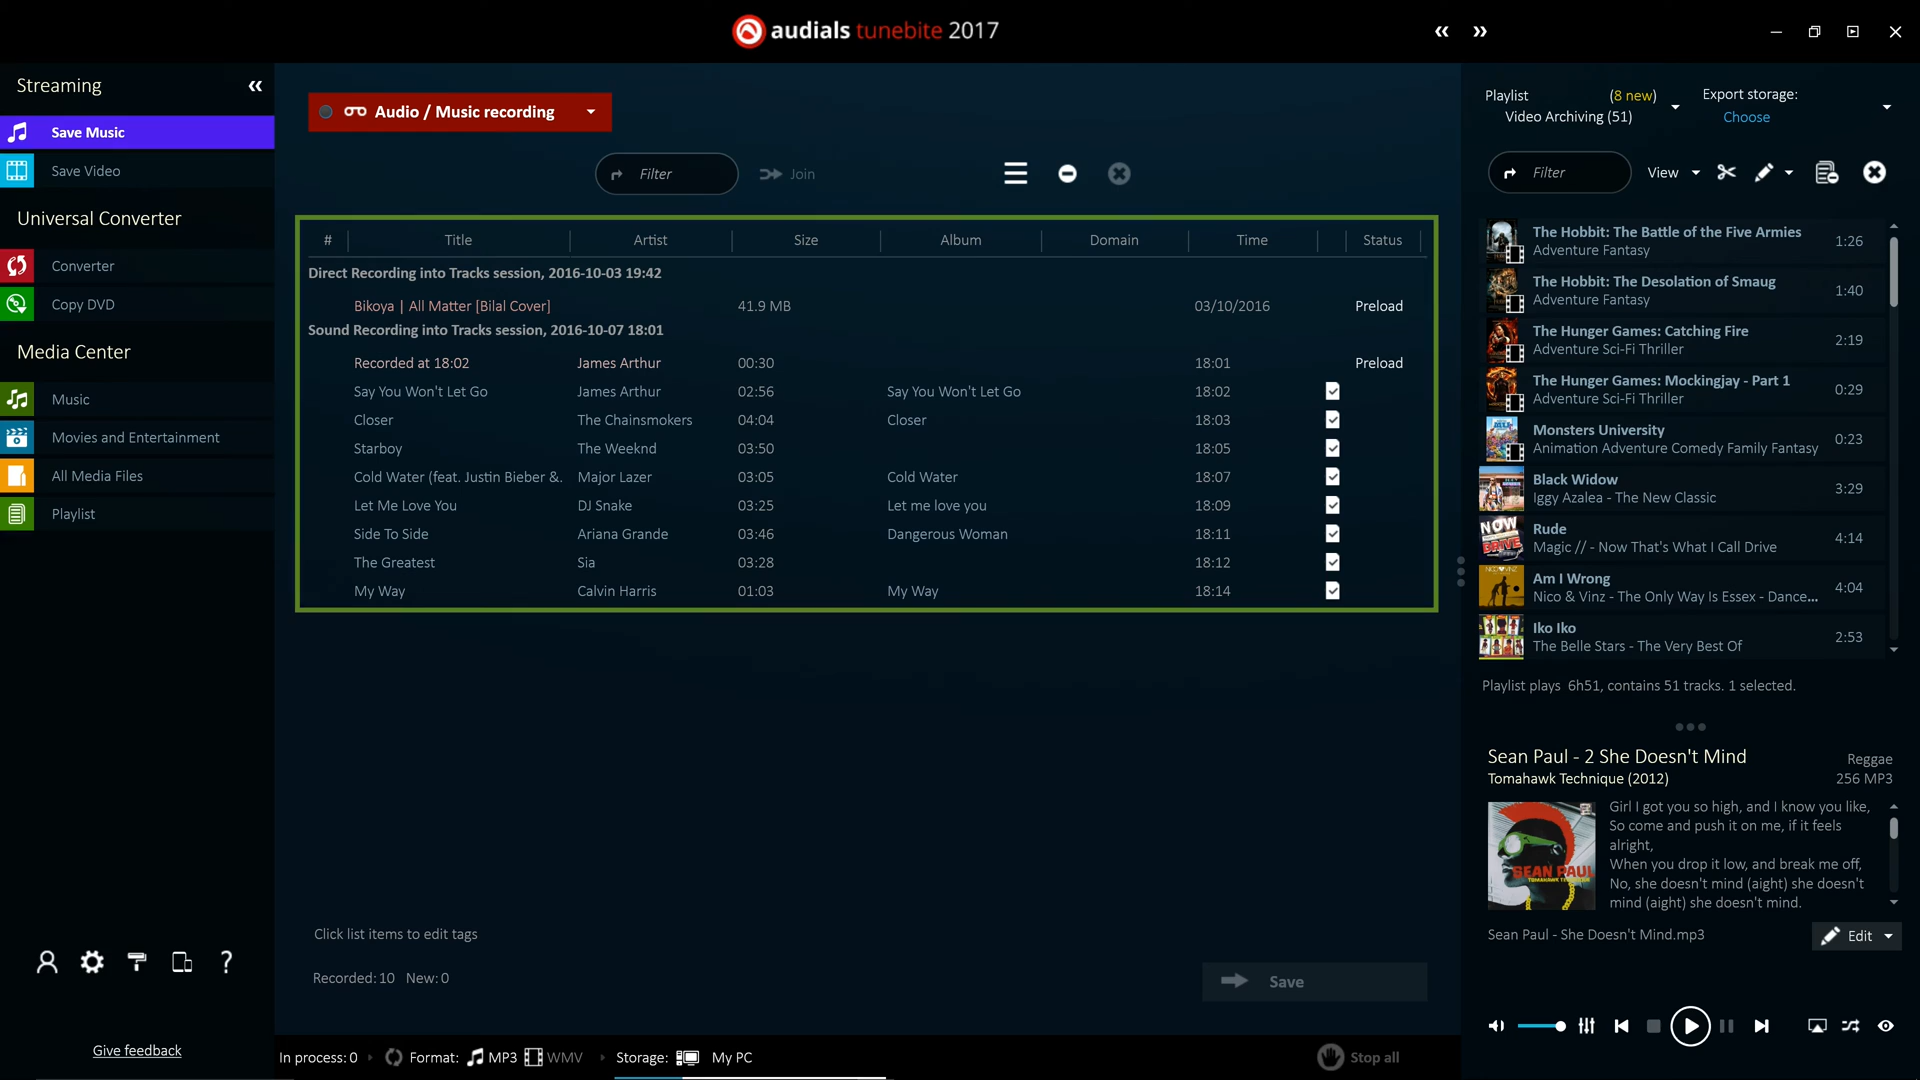 audials tunebite 2017
Streaming
Save Music
Save Video
Universal Converter
Converter
Copy DVD
Media Center
Music
Movies and Entertainment
All Media Files
Playlist
Give feedback
Audio / Music recording
Filter
Join
# Title Artist Size Album Domain Time Status
Direct Recording into Tracks session, 2016-10-03 19:42
Bikoya | All Matter [Bilal Cover] 41.9 MB 03/10/2016 Preload
Sound Recording into Tracks session, 2016-10-07 18:01
Recorded at 18:02 James Arthur 00:30 18:01 Preload
Say You Won't Let Go James Arthur 02:56 Say You Won't Let Go 18:02
Closer The Chainsmokers 04:04 Closer 18:03
Starboy The Weeknd 03:50 18:05
Cold Water (feat. Justin Bieber &. Major Lazer 03:05 Cold Water 18:07
Let Me Love You DJ Snake 03:25 Let me love you 18:09
Side To Side Ariana Grande 03:46 Dangerous Woman 18:11
The Greatest Sia 03:28 18:12
My Way Calvin Harris 01:03 My Way 18:14
Click list items to edit tags
Recorded: 10 New: 0
Save
In process: 0 Format: MP3 WMV Storage: My PC Stop all
Playlist (8 new)
Video Archiving (51)
Export storage:
Choose
Filter
View
The Hobbit: The Battle of the Five Armies
Adventure Fantasy
1:26
The Hobbit: The Desolation of Smaug
Adventure Fantasy
1:40
The Hunger Games: Catching Fire
Adventure Sci-Fi Thriller
2:19
The Hunger Games: Mockingjay - Part 1
Adventure Sci-Fi Thriller
0:29
Monsters University
Animation Adventure Comedy Family Fantasy
0:23
Black Widow
Iggy Azalea - The New Classic
3:29
NOW
DRIVE
Rude
Magic // - Now That's What I Call Drive
4:14
Am I Wrong
Nico & Vinz - The Only Way Is Essex - Dance...
4:04
Iko Iko
The Belle Stars - The Very Best Of
2:53
Playlist plays 6h51, contains 51 tracks. 1 selected.
Sean Paul - 2 She Doesn't Mind
Reggae
Tomahawk Technique (2012)
256 MP3
SEAN PAUL
Girl I got you so high, and I know you like,
So come and push it on me, if it feels
alright,
When you drop it low, and break me off,
No, she doesn't mind (aight) she doesn't
mind (aight) she doesn't mind.
Sean Paul - She Doesn't Mind.mp3
Edit